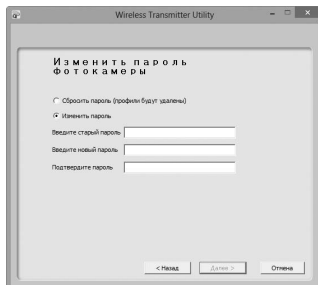 Wireless Transmitter Utility
Изменить пароль
фотокамеры
Сбросить пароль (профили будут удалены)
Изменить пароль
Введите старый пароль
Введите новый пароль
Подтвердите пароль
< Назад
Далее >
Отмена